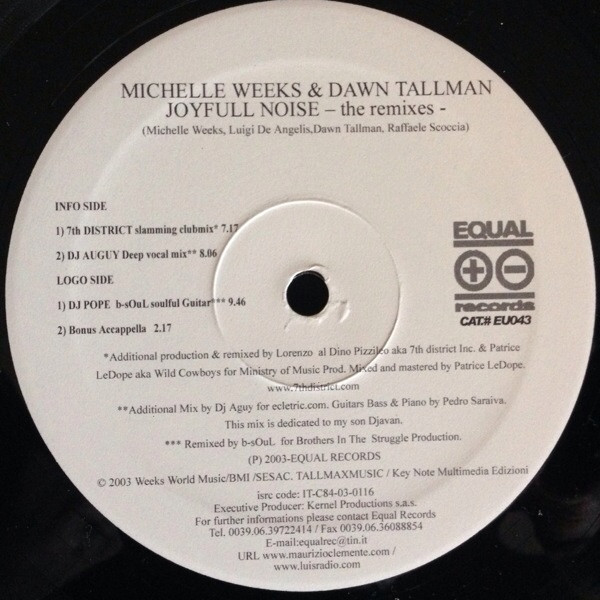 MICHELLE WEEKS & DAWN TALLMAN
JOYFULL NOISE – the remixes -
(Michelle Weeks, Luigi De Angelis,Dawn Tallman, Raffaele Scoccia)
INFO SIDE
1) 7th DISTRICT slamming clubmix* 7.17
2) DJ AUGUY Deep vocal mix** 8.06
LOGO SIDE
1) DJ POPE b-sOuL soulful Guitar*** 9.46
2) Bonus Accappella 2.17
EQUAL
records
CAT.# EU043
*Additional production & remixed by Lorenzo al Dino Pizzileo aka 7th district Inc. & Patrice
LeDope aka Wild Cowboys for Ministry of Music Prod. Mixed and mastered by Patrice LeDope.
www.7thdistrict.com
**Additional Mix by Dj Aguy for ecletric.com. Guitars Bass & Piano by Pedro Saraiva.
This mix is dedicated to my son Djavan.
*** Remixed by b-sOuL for Brothers In The Struggle Production.
(P) 2003-EQUAL RECORDS
© 2003 Weeks World Music/BMI /SESAC. TALLMAXMUSIC / Key Note Multimedia Edizioni
isrc code: IT-C84-03-0116
Executive Producer: Kernel Productions s.a.s.
For further informations please contact Equal Records
Tel. 0039.06.39722414 / Fax 0039.06.36088854
E-mail:equalrec@tin.it
URL www.maurizioclemente.com /
www.luisradio.com